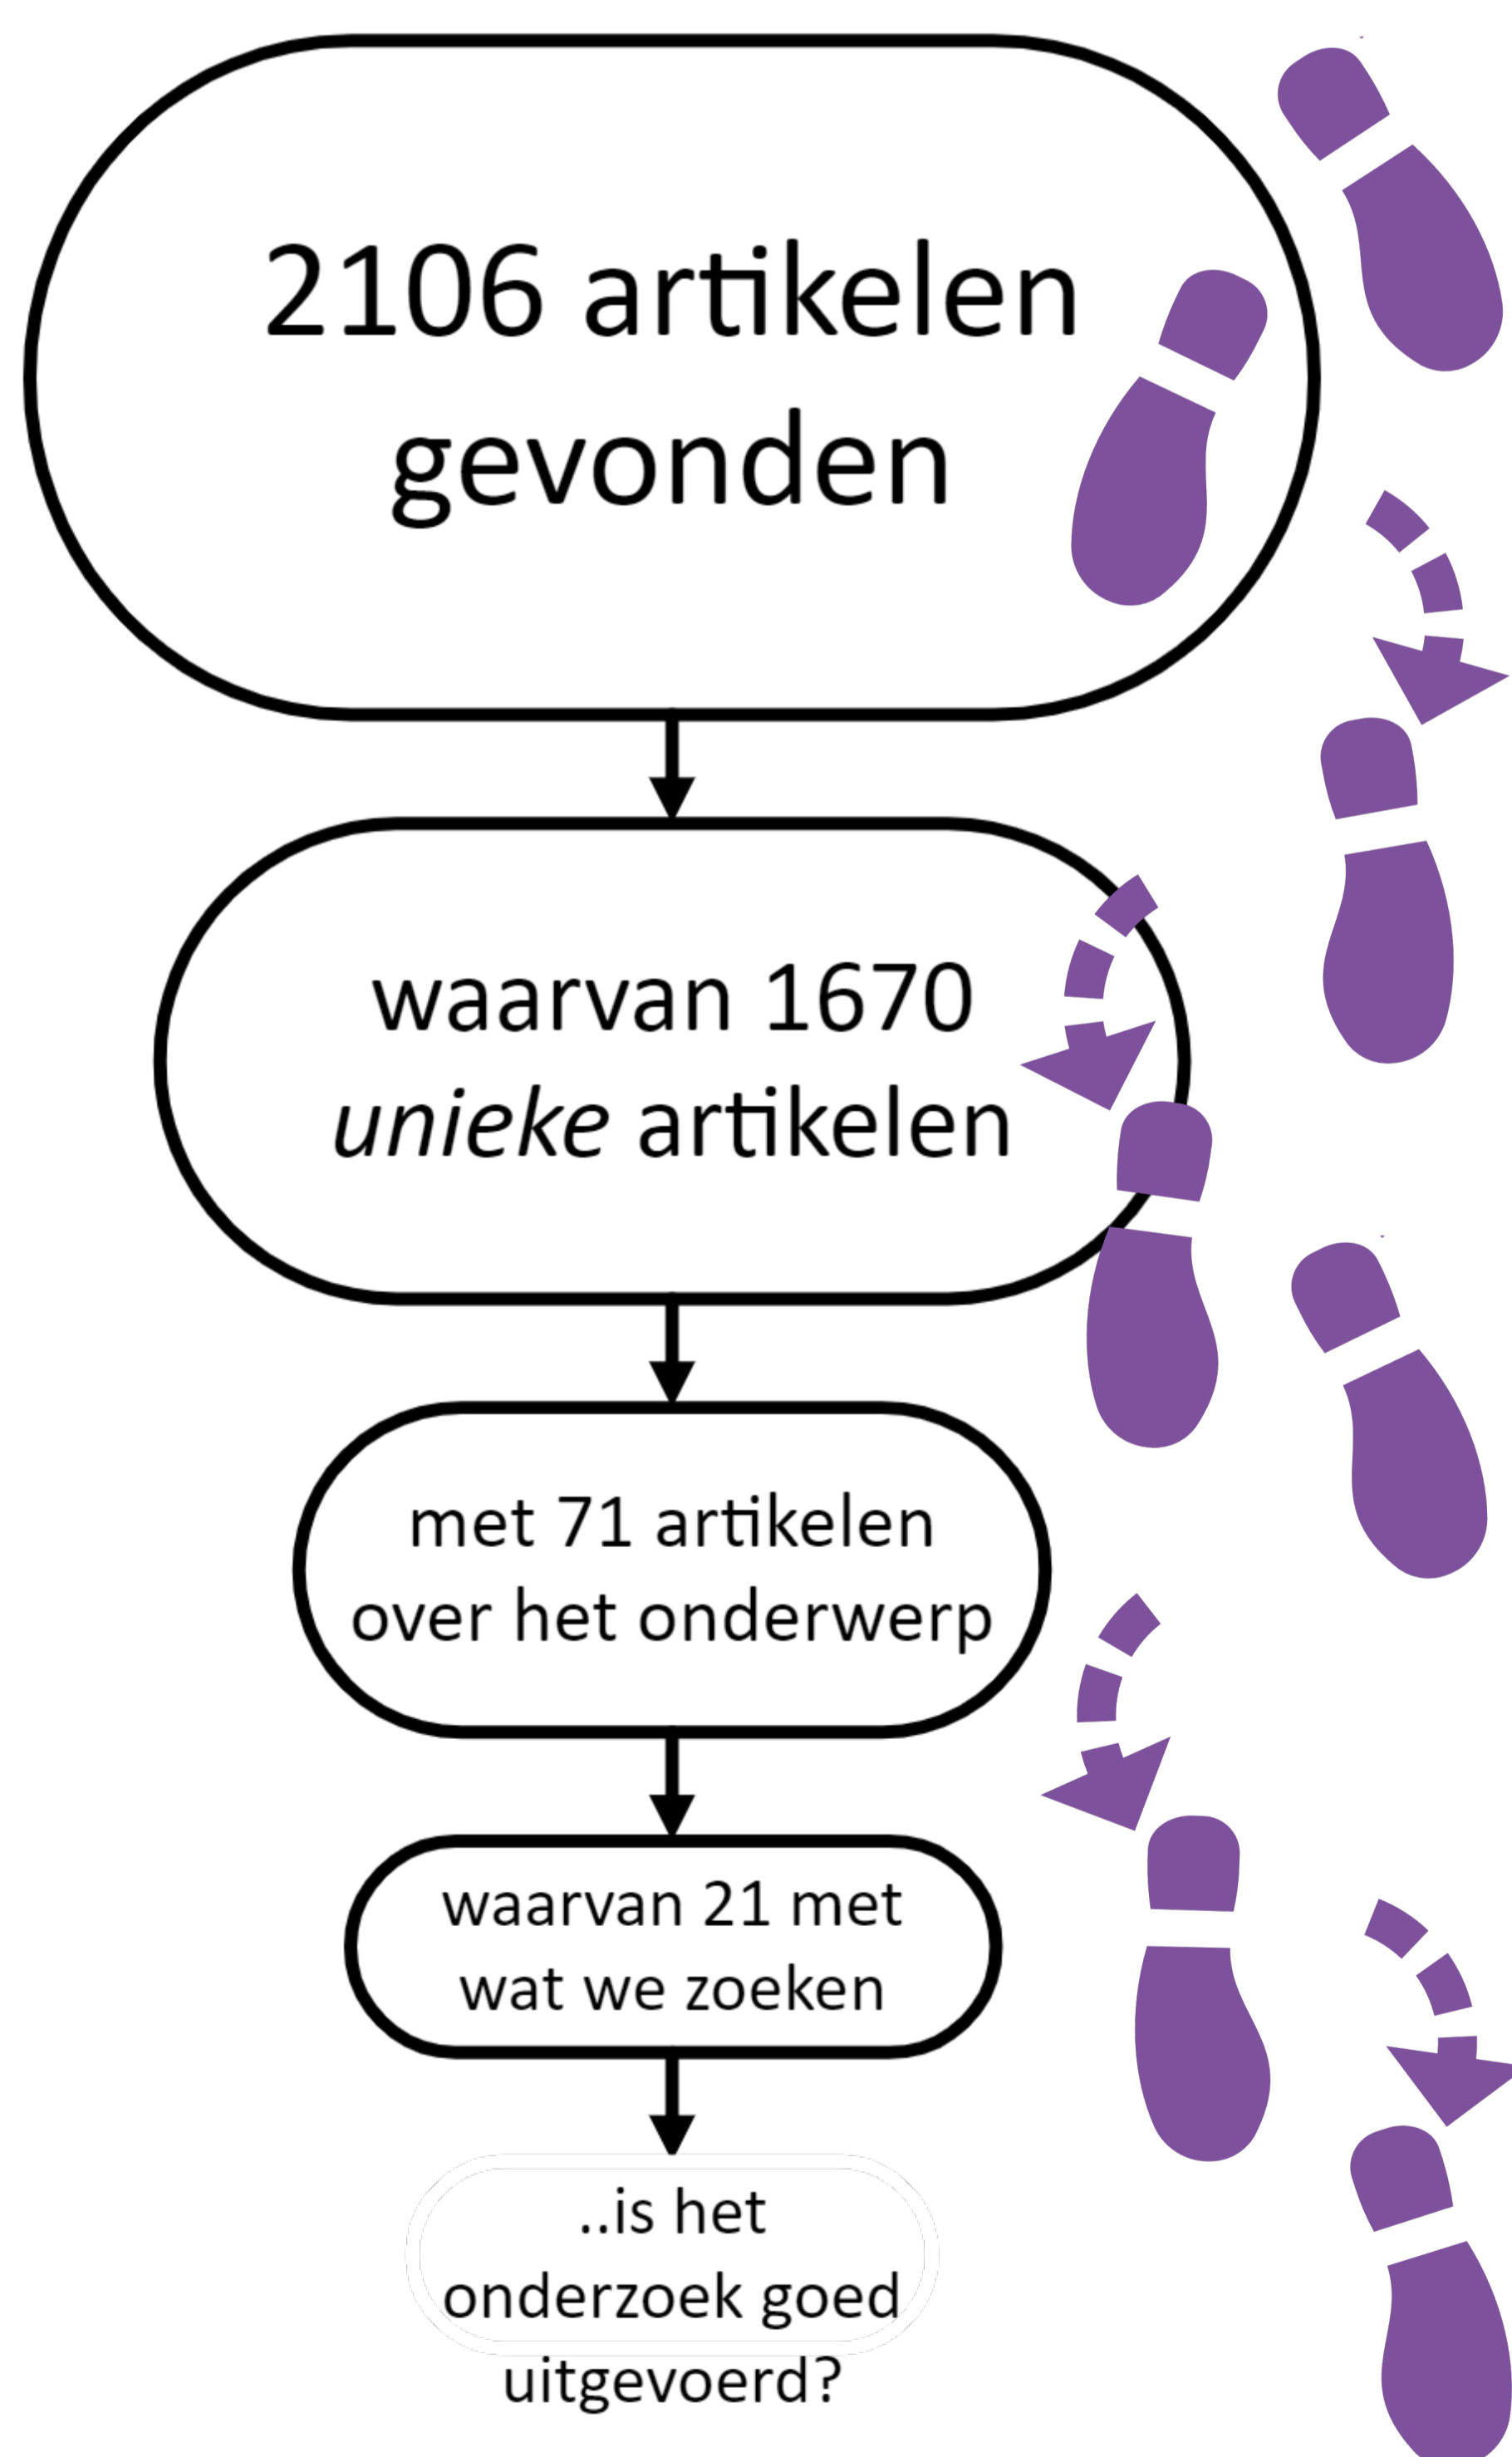 2106 artikelen
gevonden
waarvan 1670
unieke artikelen
met 71 artikelen
over het onderwerp
waarvan 21 met
wat we zoeken
..is het
onderzoek goed
uitgevoerd?